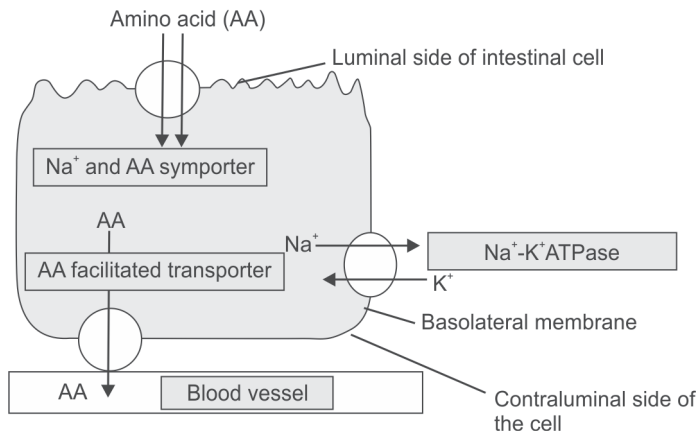 Amino acid (AA)
Luminal side of intestinal cell
Na⁺ and AA symporter
AA
Na⁺
Na⁺-K⁺ATPase
AA facilitated transporter
K⁺
Basolateral membrane
AA
Blood vessel
Contraluminal side of
the cell